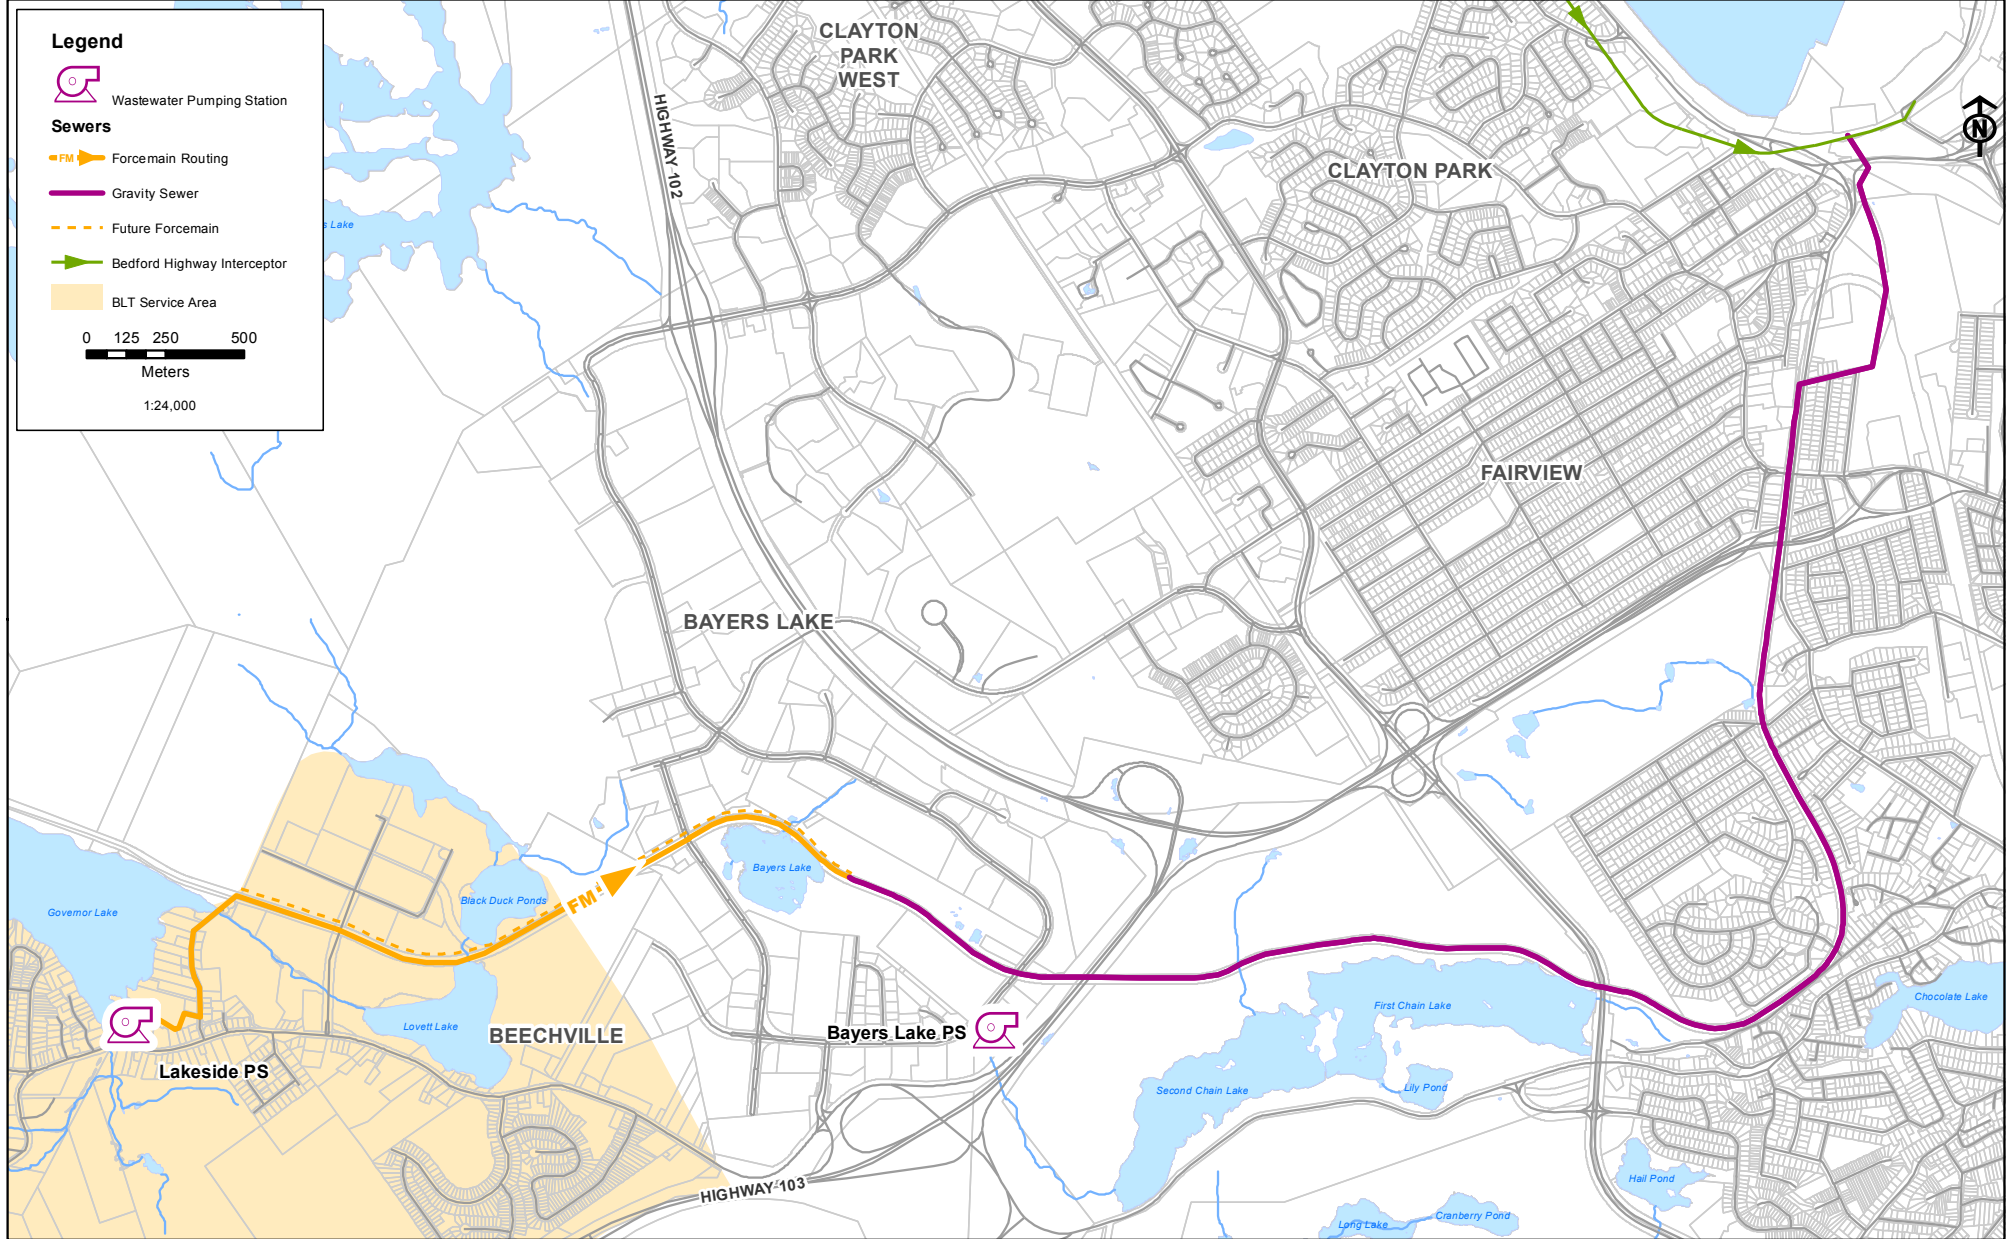 Legend
Wastewater Pumping Station
Sewers
FM
Forcemain Routing
Gravity Sewer
Future Forcemain
Bedford Highway Interceptor
BLT Service Area
0 125 250 500
Meters
1:24,000
s Lake
CLAYTON
PARK
WEST
HIGHWAY 102
CLAYTON PARK
N
FAIRVIEW
BAYERS LAKE
Bayers Lake
Black Duck Ponds
FM
Governor Lake
Lovett Lake
BEECHVILLE
Lakeside PS
Bayers Lake PS
First Chain Lake
Chocolate Lake
Second Chain Lake
Lily Pond
HIGHWAY 103
Hail Pond
Long Lake
Cranberry Pond